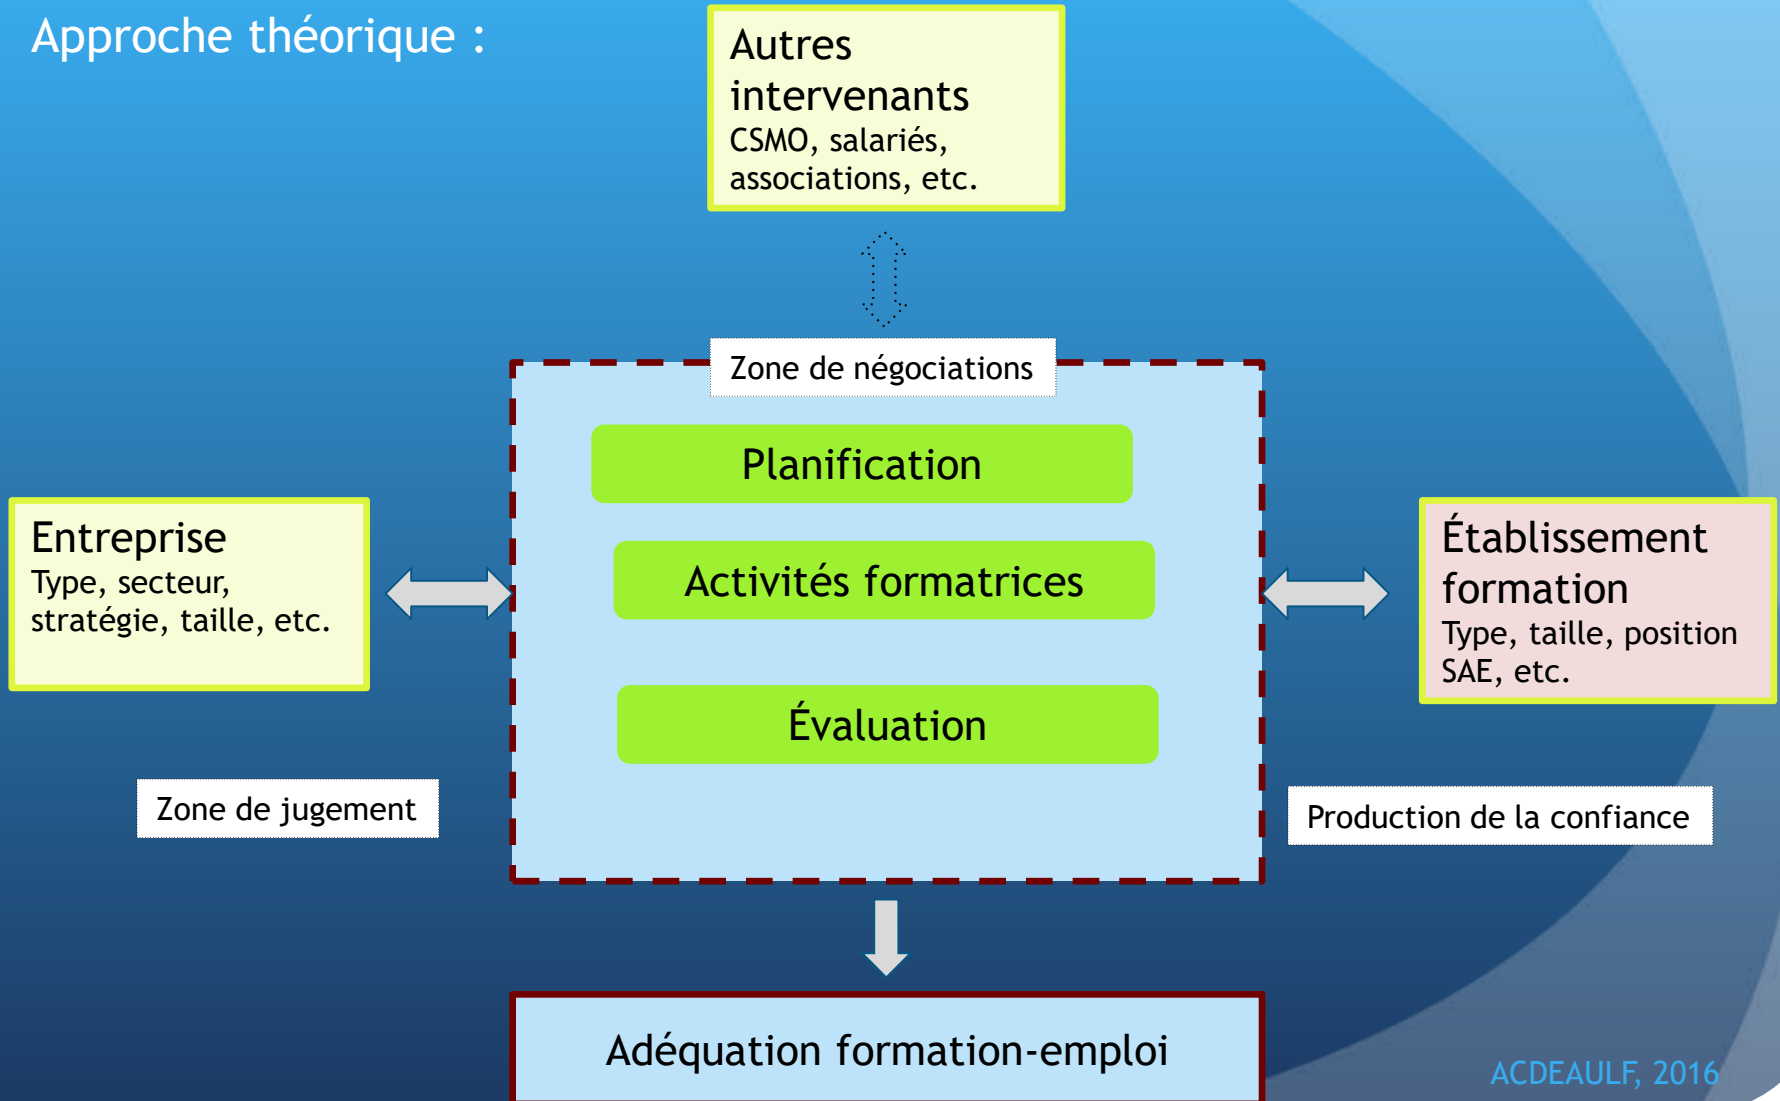 Approche théorique :
Autres
intervenants
CSMO, salariés,
associations, etc.
Zone de négociations
Planification
Entreprise
Type, secteur,
stratégie, taille, etc.
Activités formatrices
Établissement
formation
Type, taille, position
SAE, etc.
Évaluation
Zone de jugement
Production de la confiance
Adéquation formation-emploi
ACDEAULF, 2016